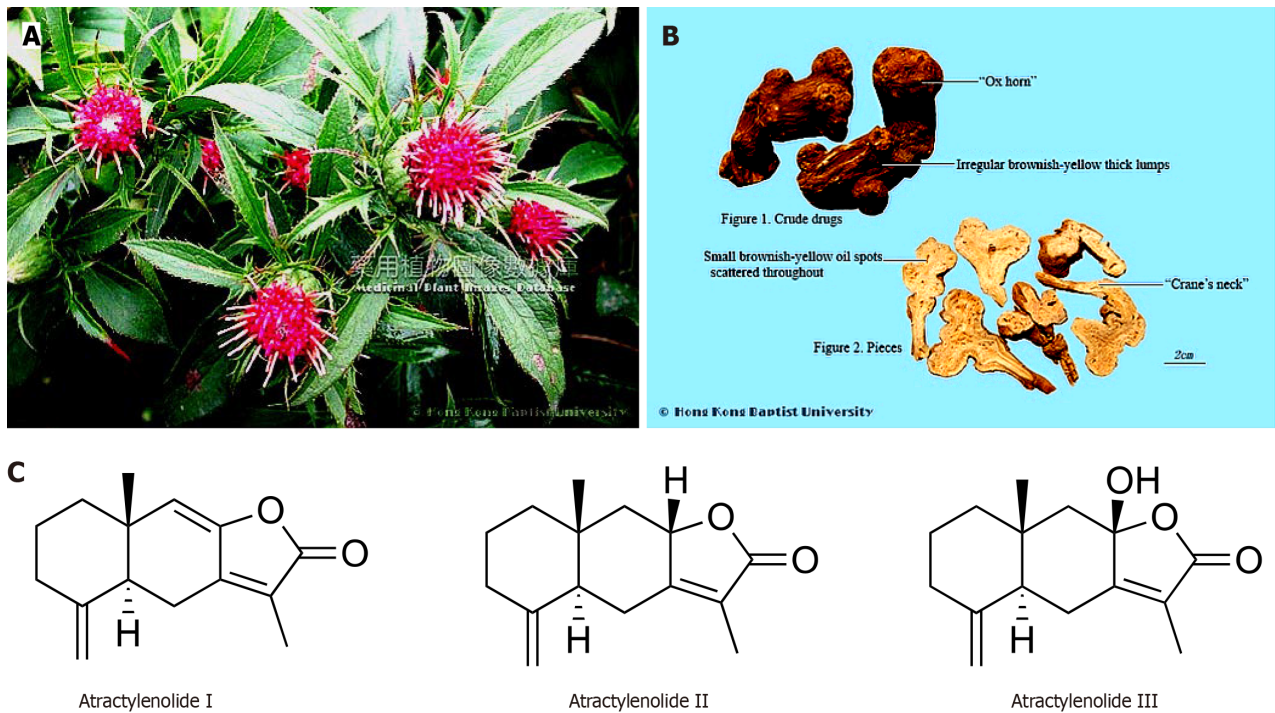 A
藥用植物圖像數據庫
Medicinal Plant Images Database
© Hong Kong Baptist University
B
“Ox horn”
Irregular brownish-yellow thick lumps
Figure 1. Crude drugs
Small brownish-yellow oil spots
scattered throughout
“Crane’s neck”
Figure 2. Pieces
2cm
© Hong Kong Baptist University
C
O
O
H
Atractylenolide I
H
O
O
H
Atractylenolide II
OH
O
O
H
Atractylenolide III